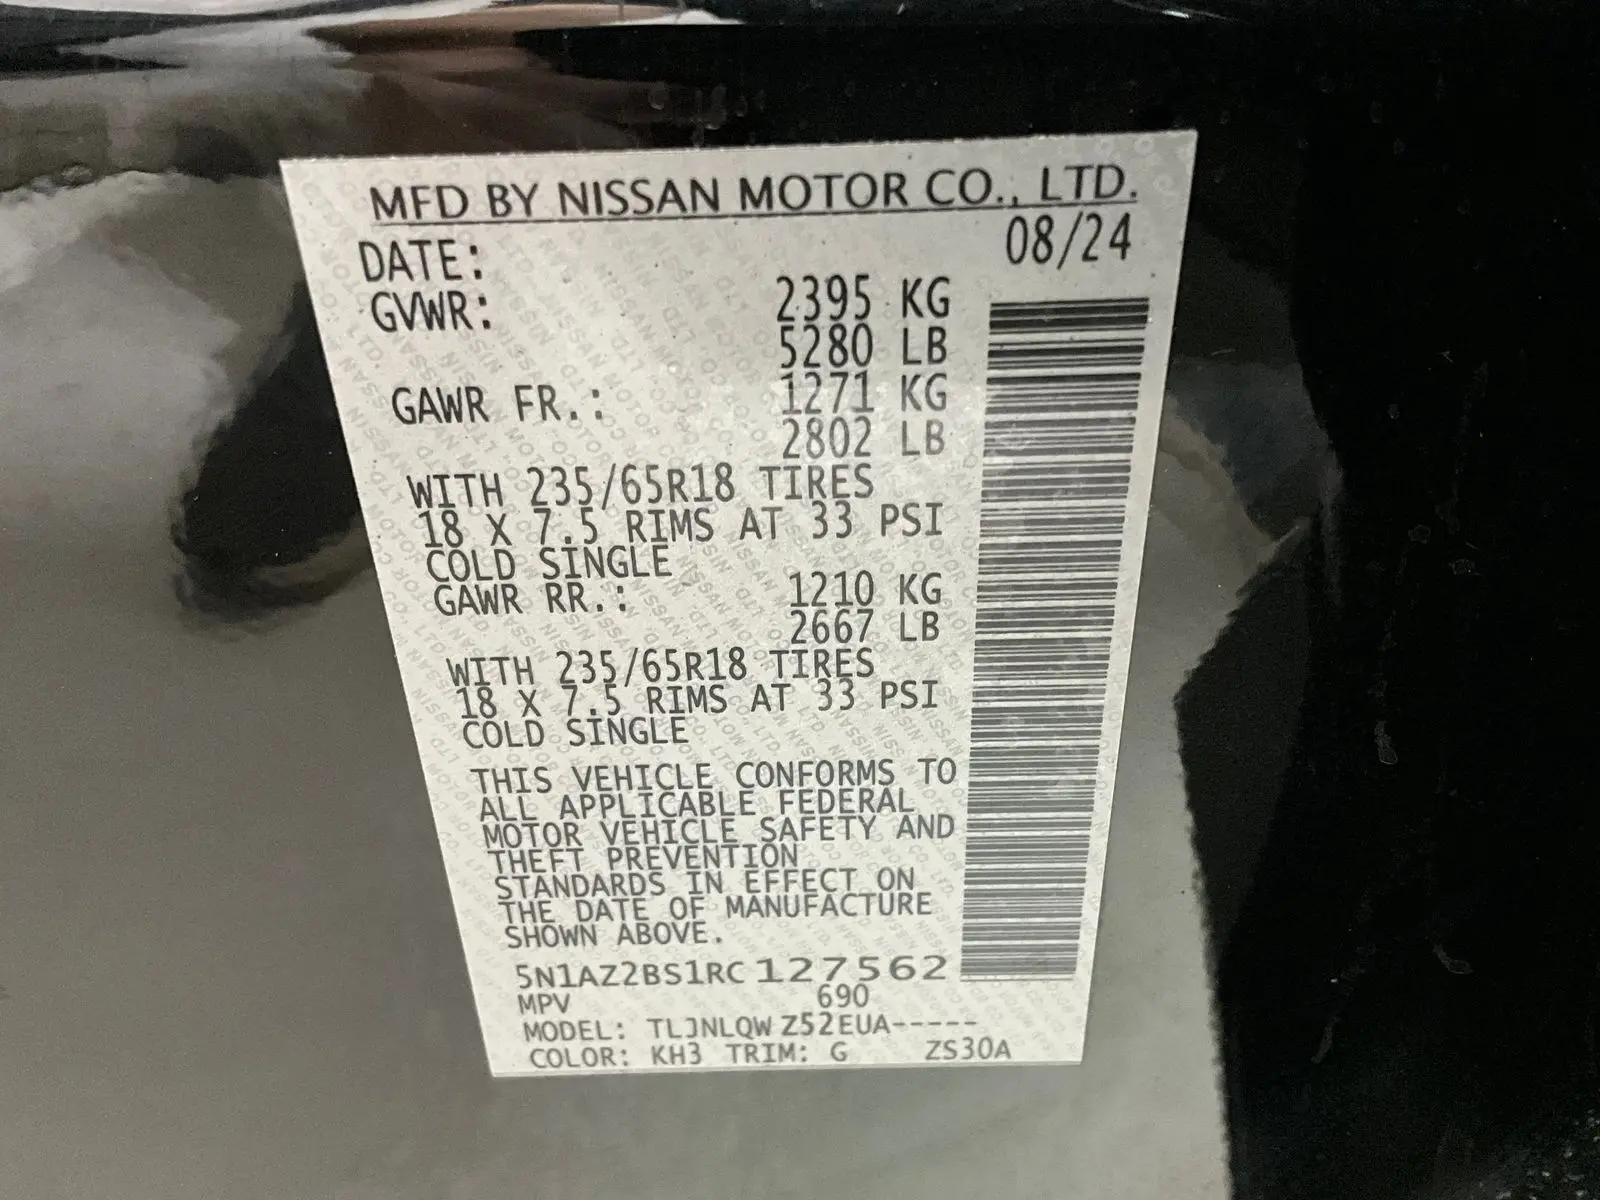 MFD BY NISSAN MOTOR CO., LTD.
DATE: 08/24
GVWR: 2395 KG
5280 LB
GAWR FR.: 1271 KG
2802 LB
WITH 235/65R18 TIRES
18 X 7.5 RIMS AT 33 PSI
COLD SINGLE
GAWR RR.: 1210 KG
2667 LB
WITH 235/65R18 TIRES
18 X 7.5 RIMS AT 33 PSI
COLD SINGLE
THIS VEHICLE CONFORMS TO
ALL APPLICABLE FEDERAL
MOTOR VEHICLE SAFETY AND
THEFT PREVENTION
STANDARDS IN EFFECT ON
THE DATE OF MANUFACTURE
SHOWN ABOVE.
5N1AZ2BS1RC127562
MPV 690
MODEL: TLJNLQW Z52EUA-----
COLOR: KH3 TRIM: G ZS30A